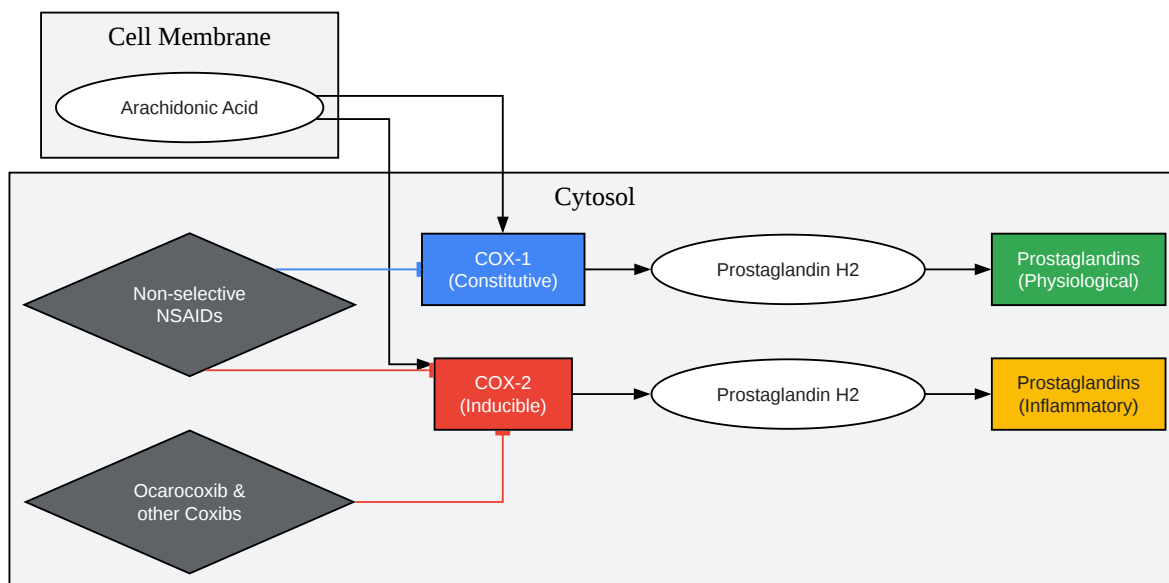 Cell Membrane
Arachidonic Acid
Cytosol
COX-1
(Constitutive)
Prostaglandin H2
Prostaglandins
(Physiological)
Non-selective
NSAIDs
COX-2
(Inducible)
Prostaglandin H2
Prostaglandins
(Inflammatory)
Ocarocoxib &
other Coxibs